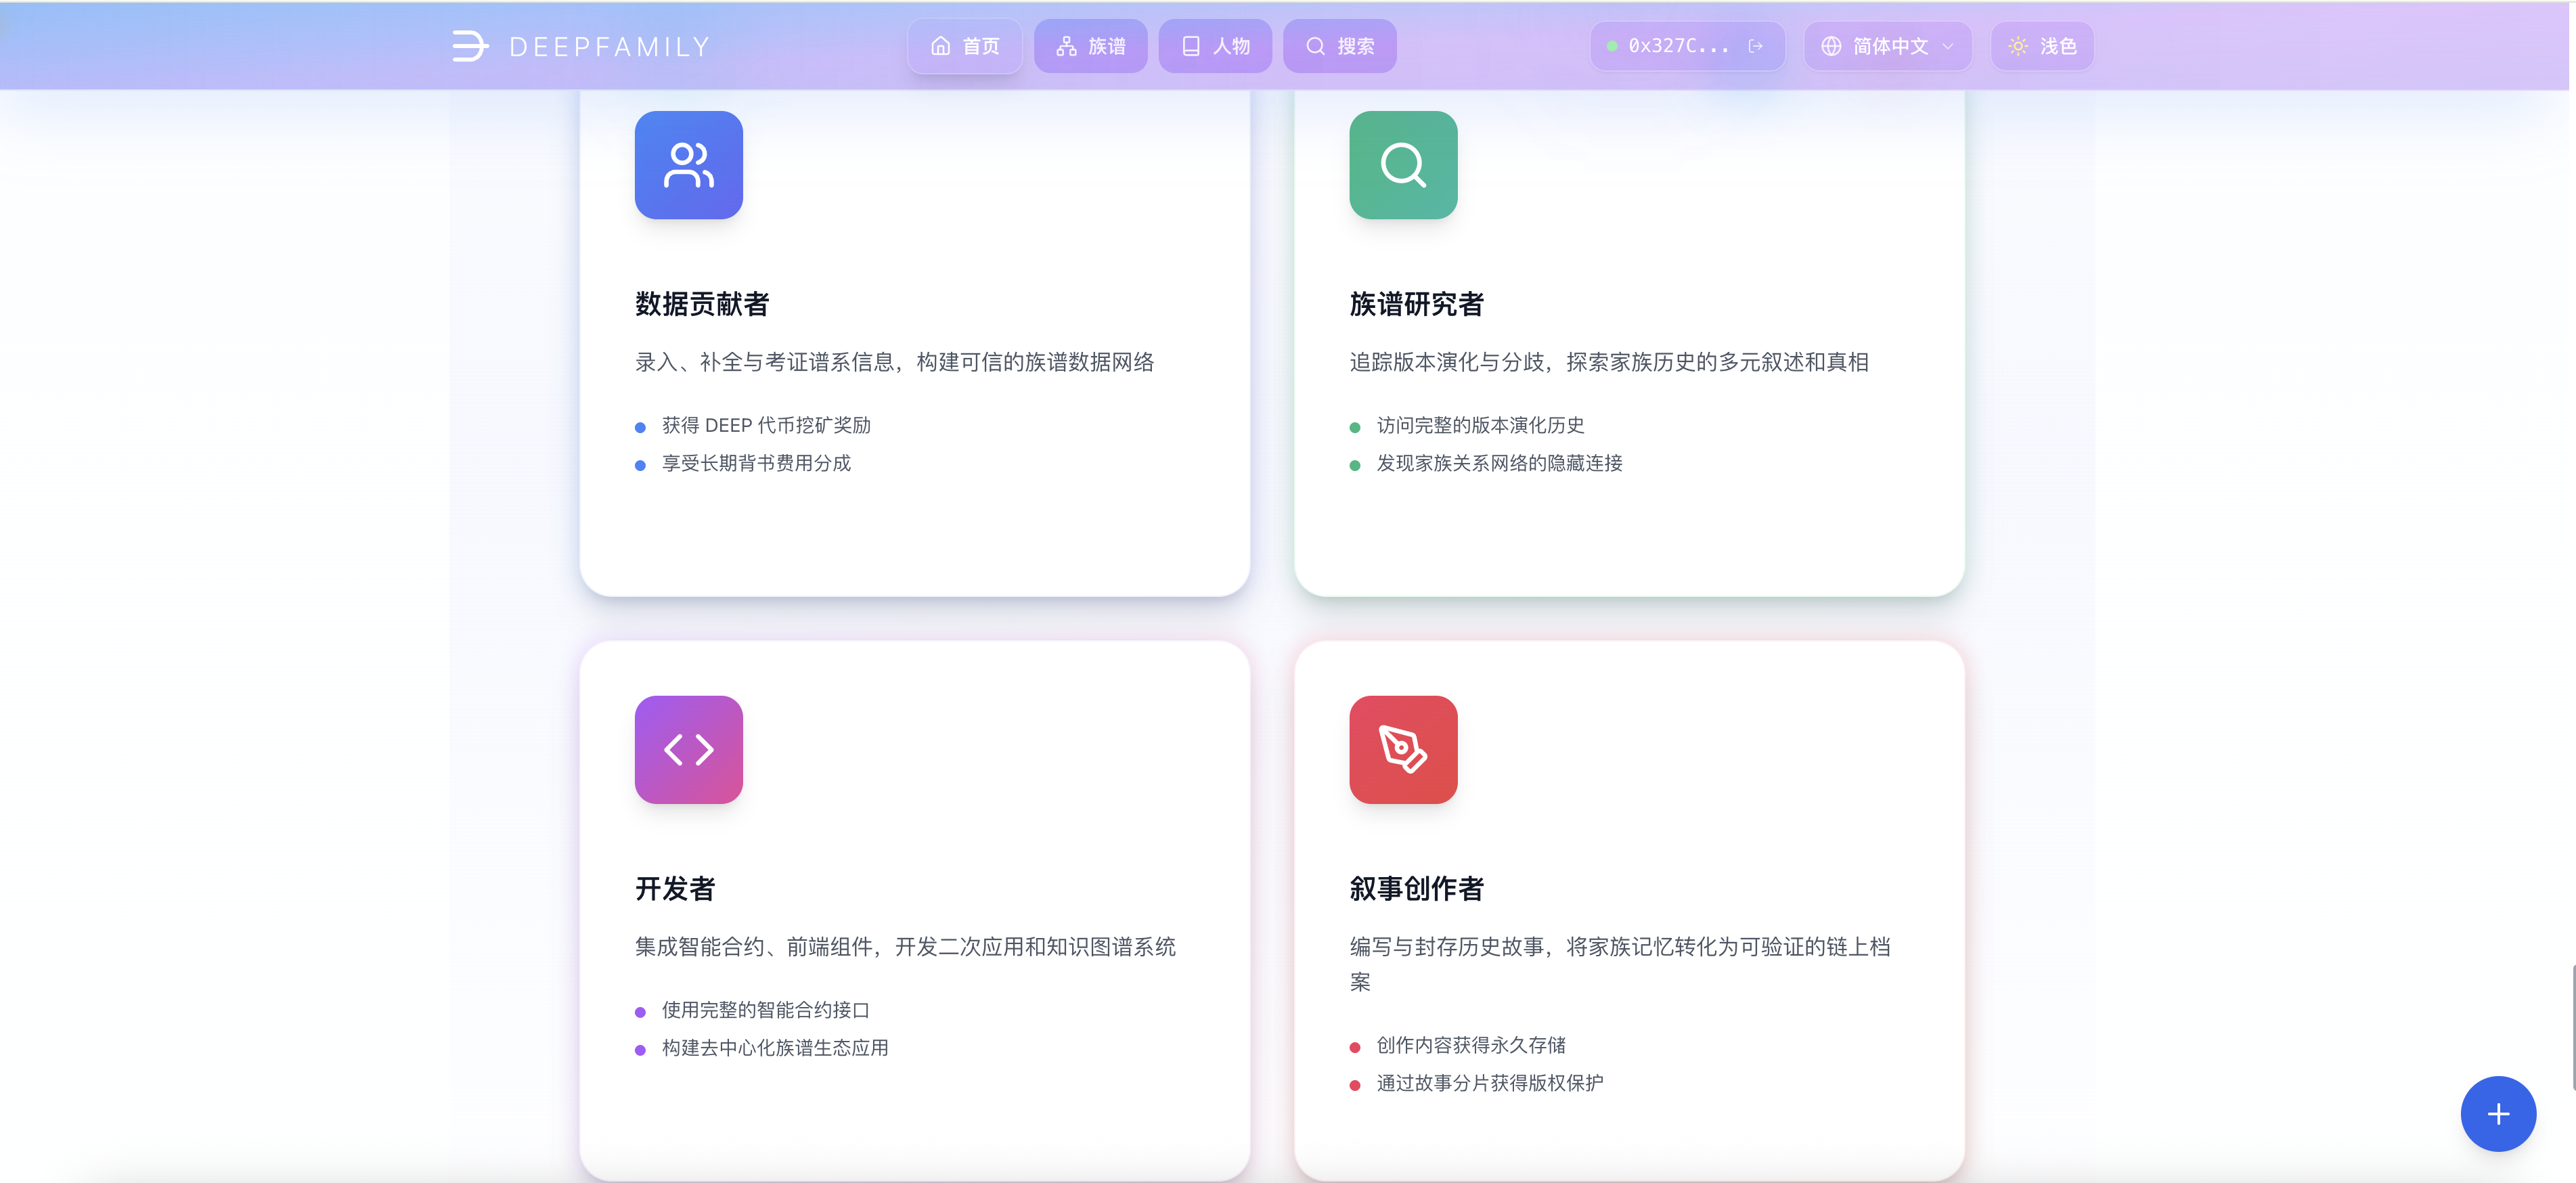 DEEPFAMILY
首页
族谱
人物
搜索
0x327C...
简体中文
浅色
数据贡献者
录入、补全与考证谱系信息，构建可信的族谱数据网络
获得 DEEP 代币挖矿奖励
享受长期背书费用分成
族谱研究者
追踪版本演化与分歧，探索家族历史的多元叙述和真相
访问完整的版本演化历史
发现家族关系网络的隐藏连接
开发者
集成智能合约、前端组件，开发二次应用和知识图谱系统
使用完整的智能合约接口
构建去中心化族谱生态应用
叙事创作者
编写与封存历史故事，将家族记忆转化为可验证的链上档
案
创作内容获得永久存储
通过故事分片获得版权保护